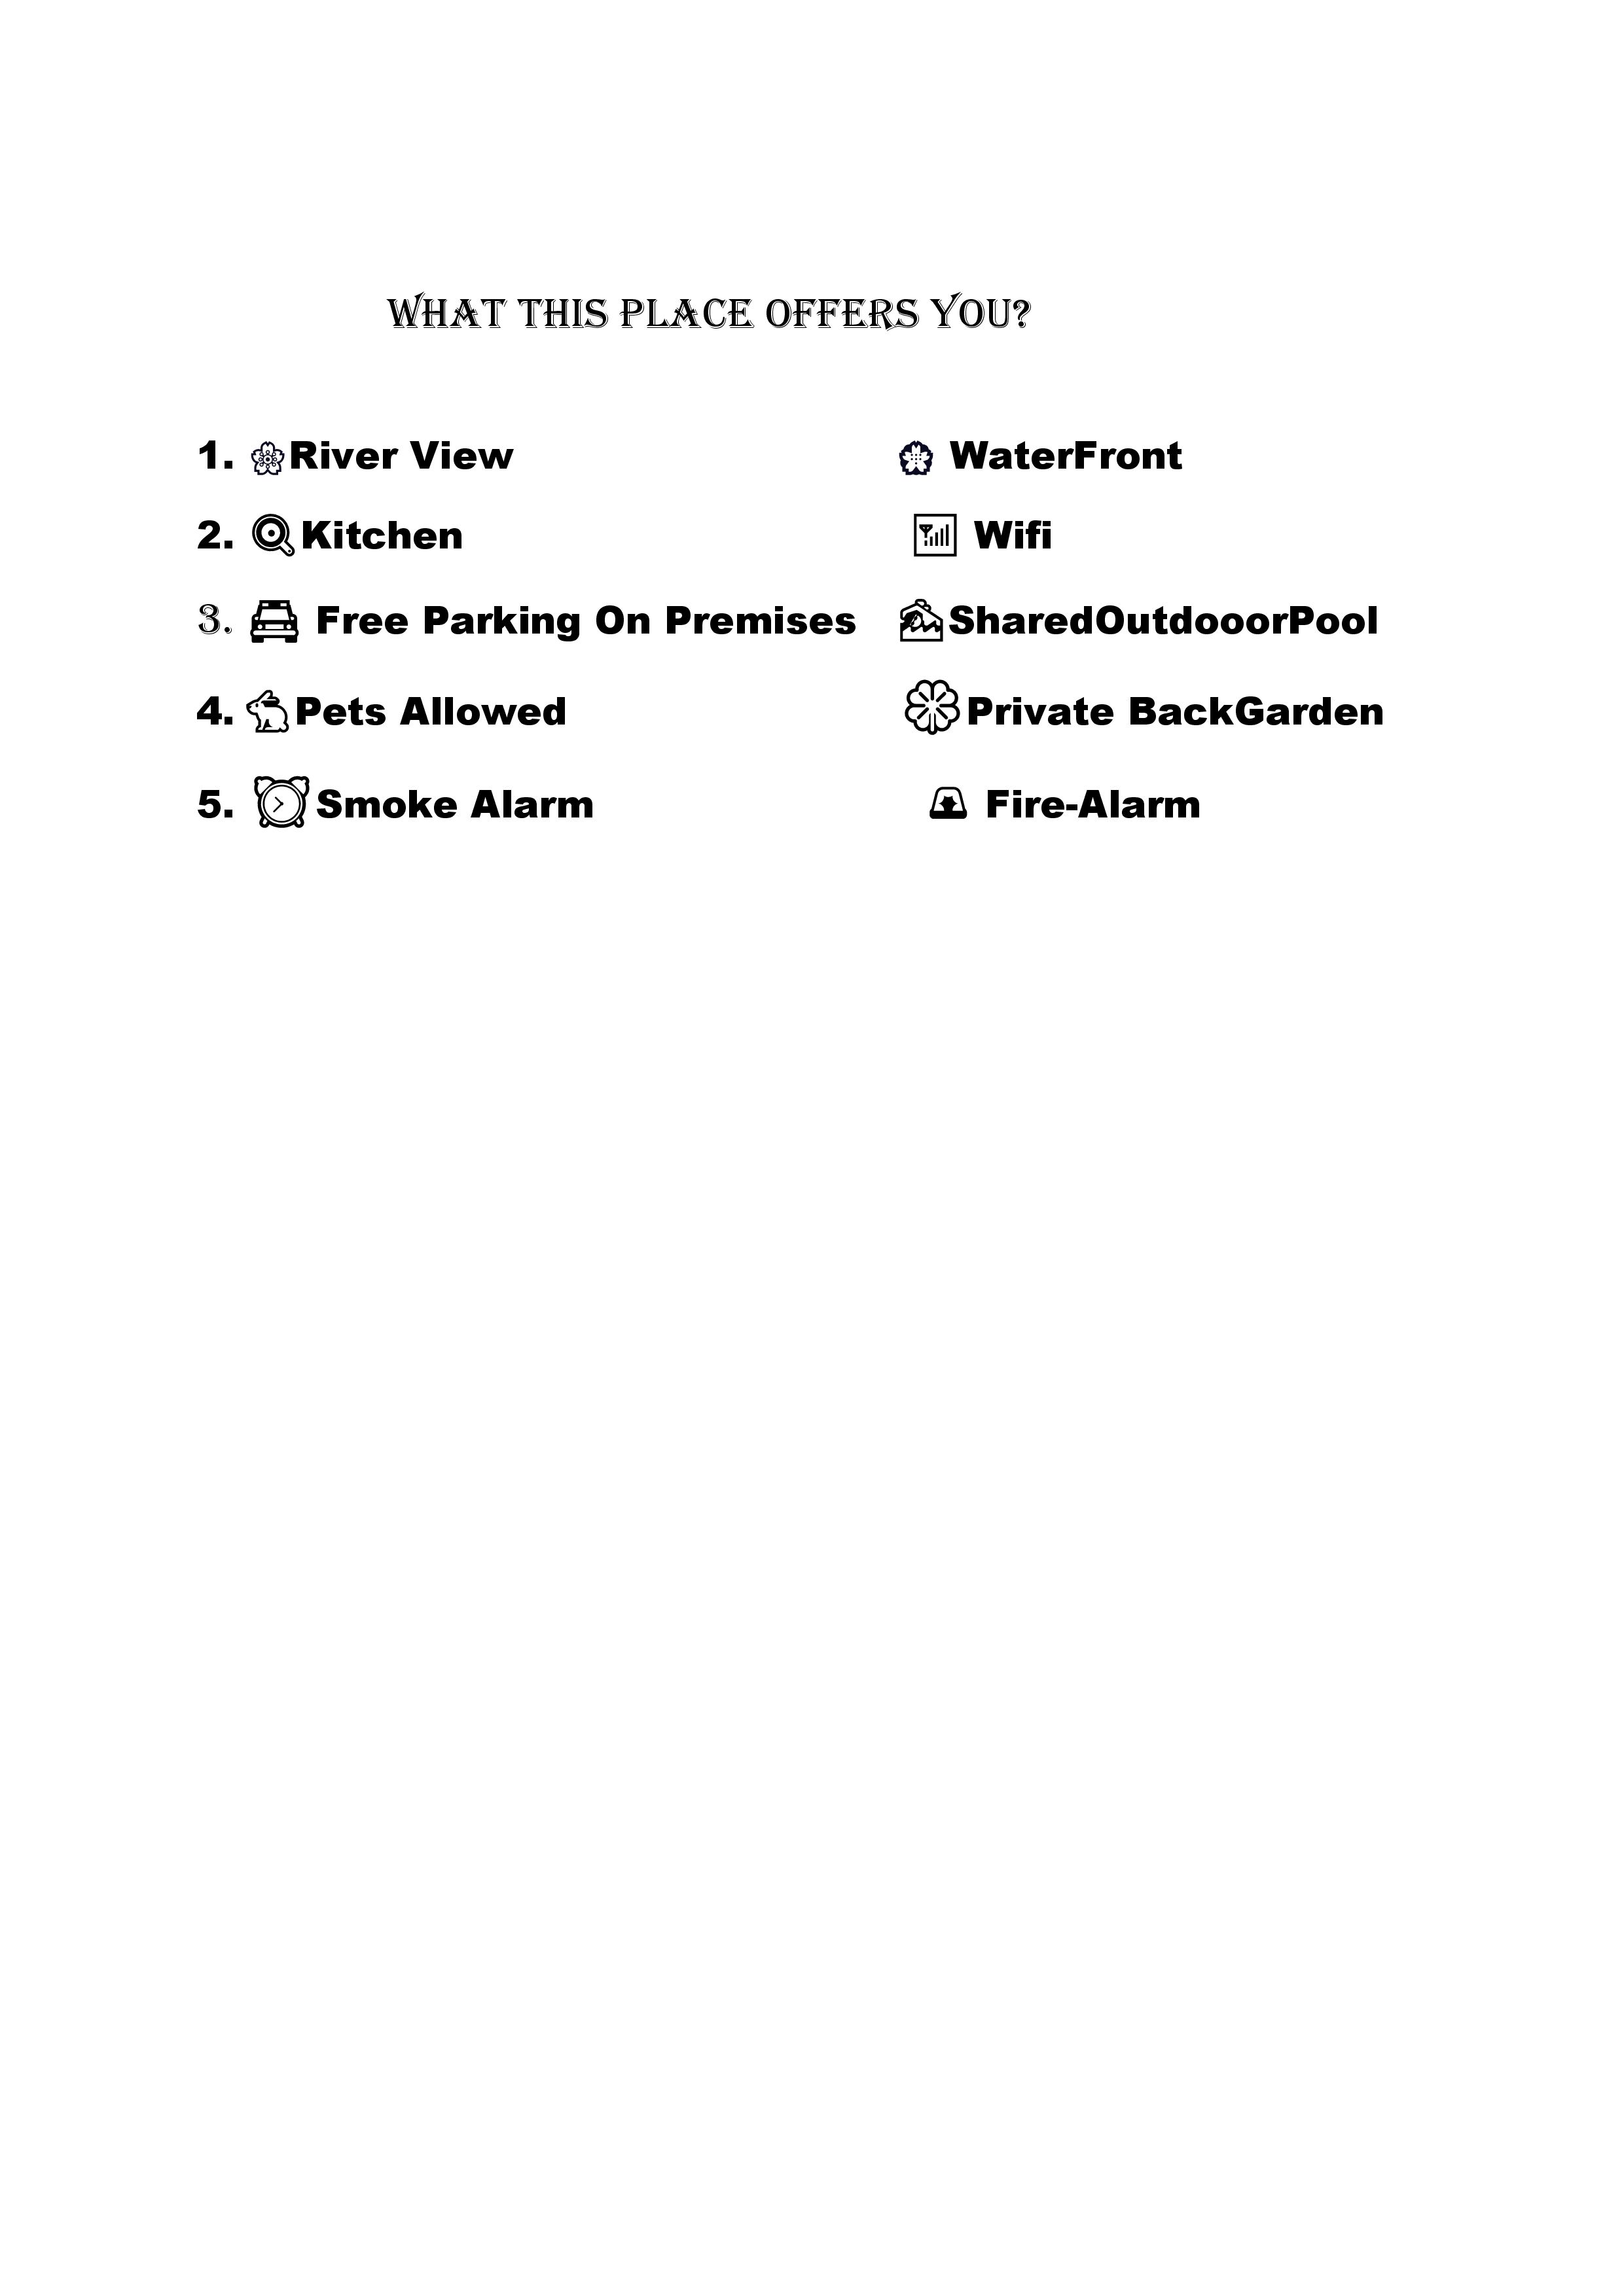 WHAT THIS PLACE OFFERS YOU?
1. River View WaterFront
2. Kitchen Wifi
3. Free Parking On Premises SharedOutdooorPool
4. Pets Allowed Private BackGarden
5. Smoke Alarm Fire-Alarm